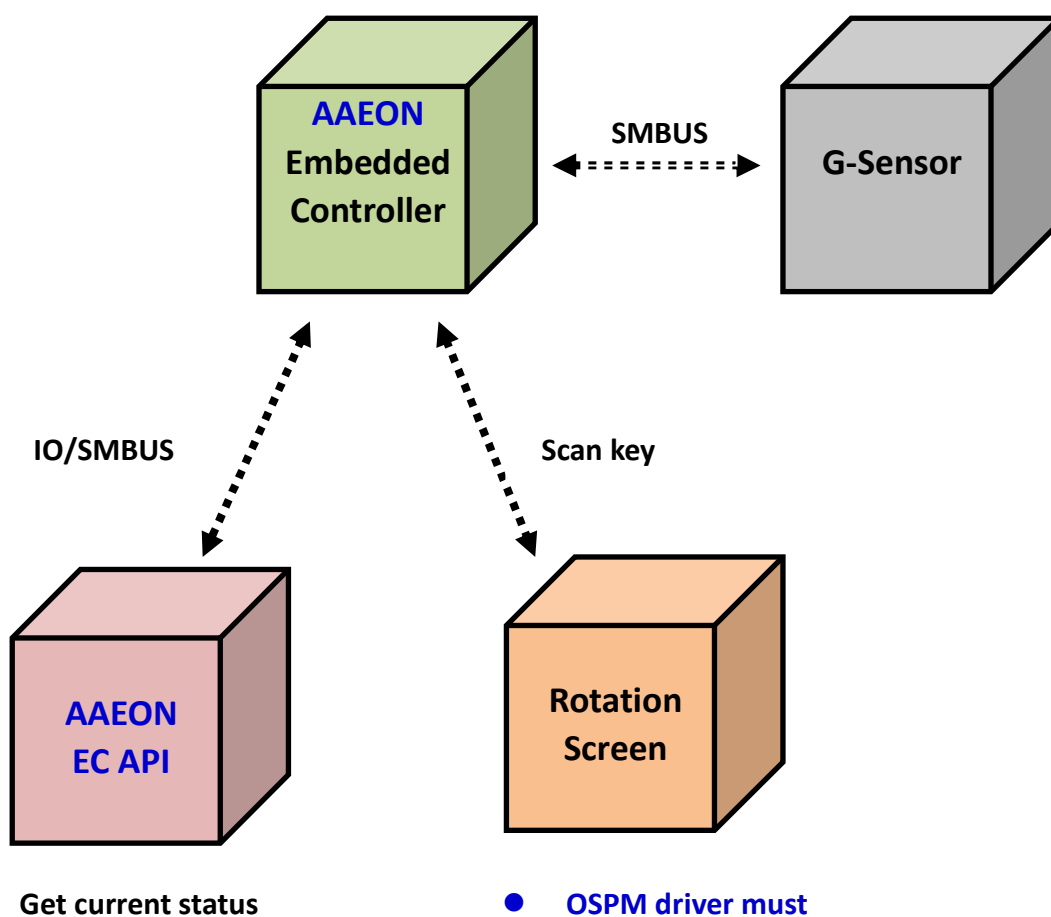 AAEON
Embedded
Controller
SMBUS
G-Sensor
IO/SMBUS
Scan key
AAEON
EC API
Rotation
Screen
Get current status
● OSPM driver must